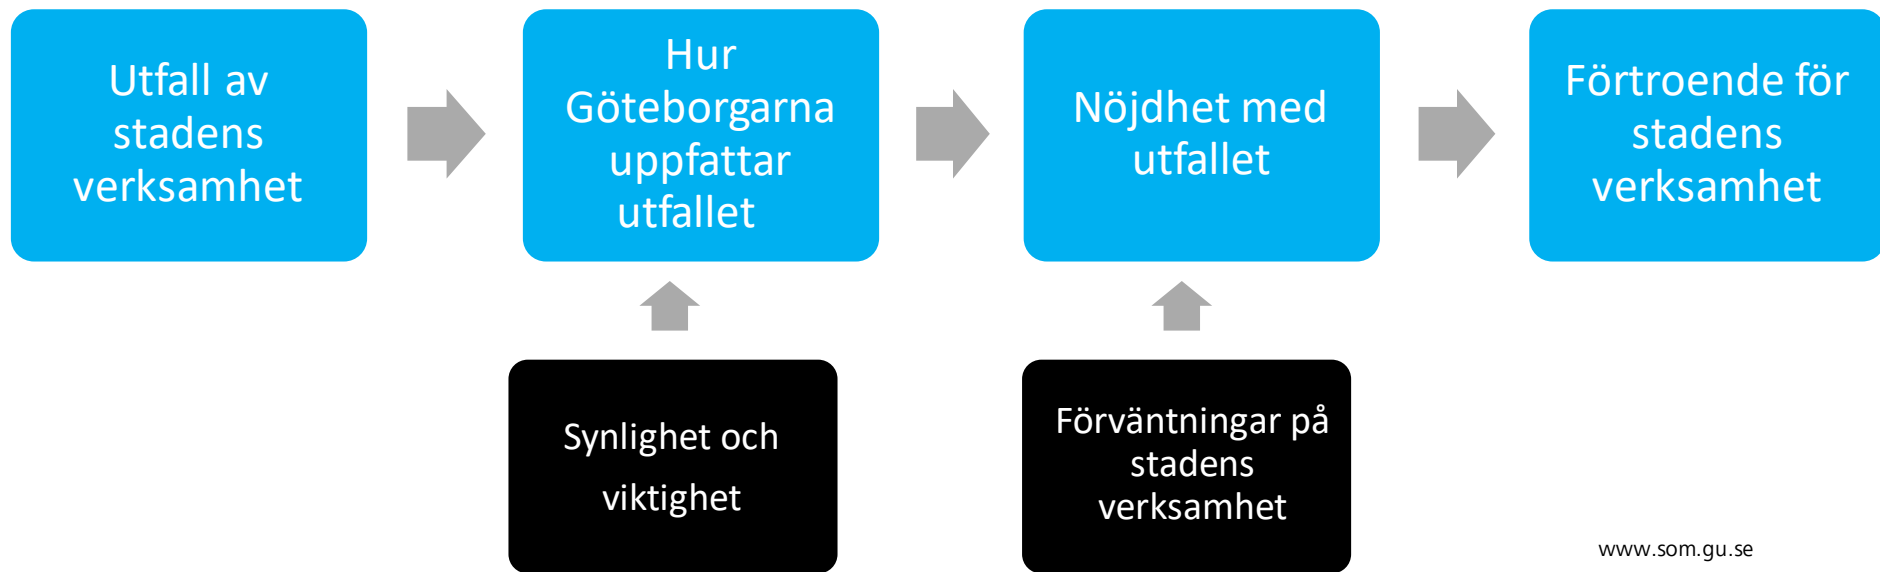 Utfall av
stadens
verksamhet
Hur
Göteborgarna
uppfattar
utfallet
Nöjdhet med
utfallet
Förtroende för
stadens
verksamhet
Synlighet och
viktighet
Förväntningar på
stadens
verksamhet
www.som.gu.se